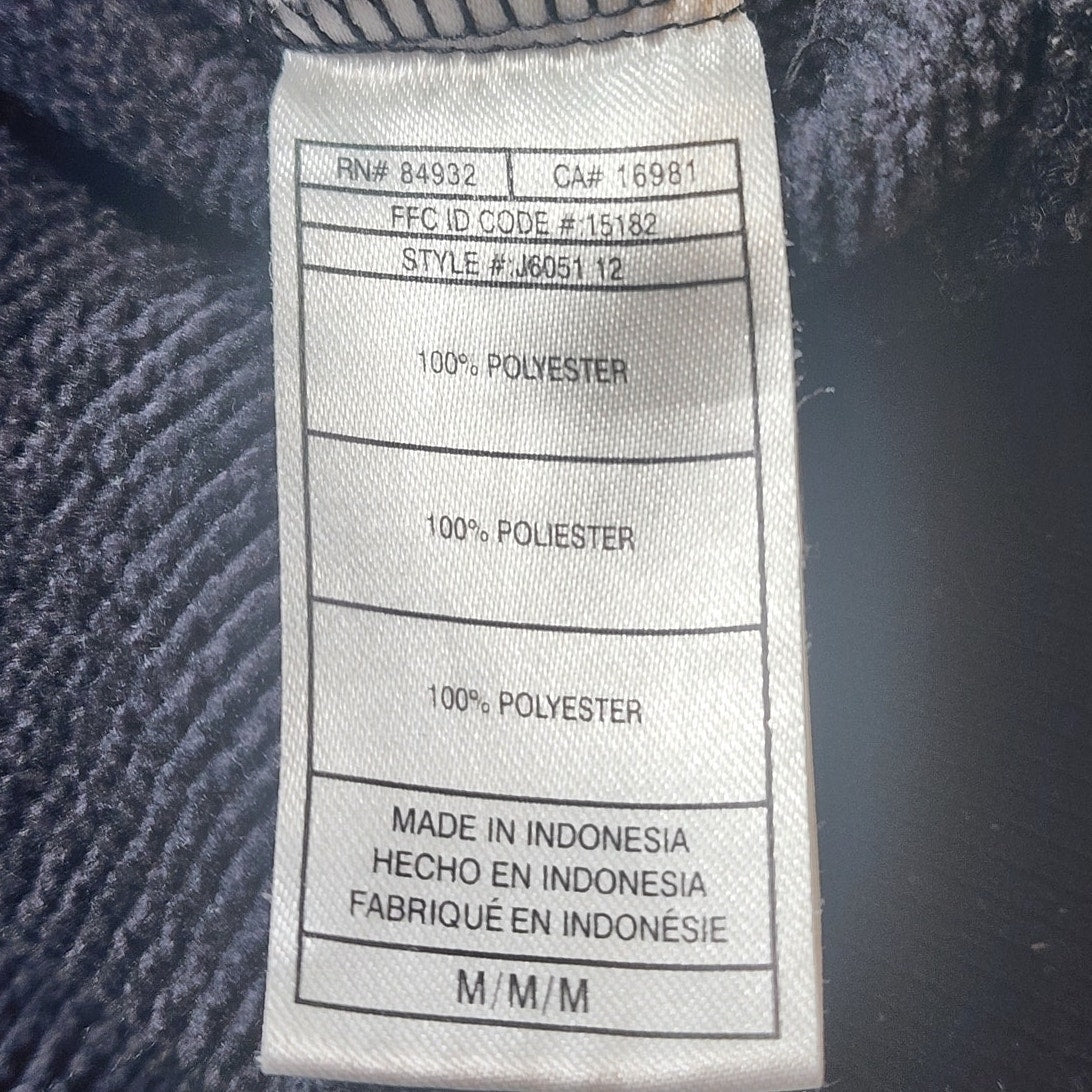 RN# 84932 CA# 16981
FFC ID CODE #:15182
STYLE #:J6051 12
100% POLYESTER
100% POLIESTER
100% POLYESTER
MADE IN INDONESIA
HECHO EN INDONESIA
FABRIQUÉ EN INDONÉSIE
M/M/M